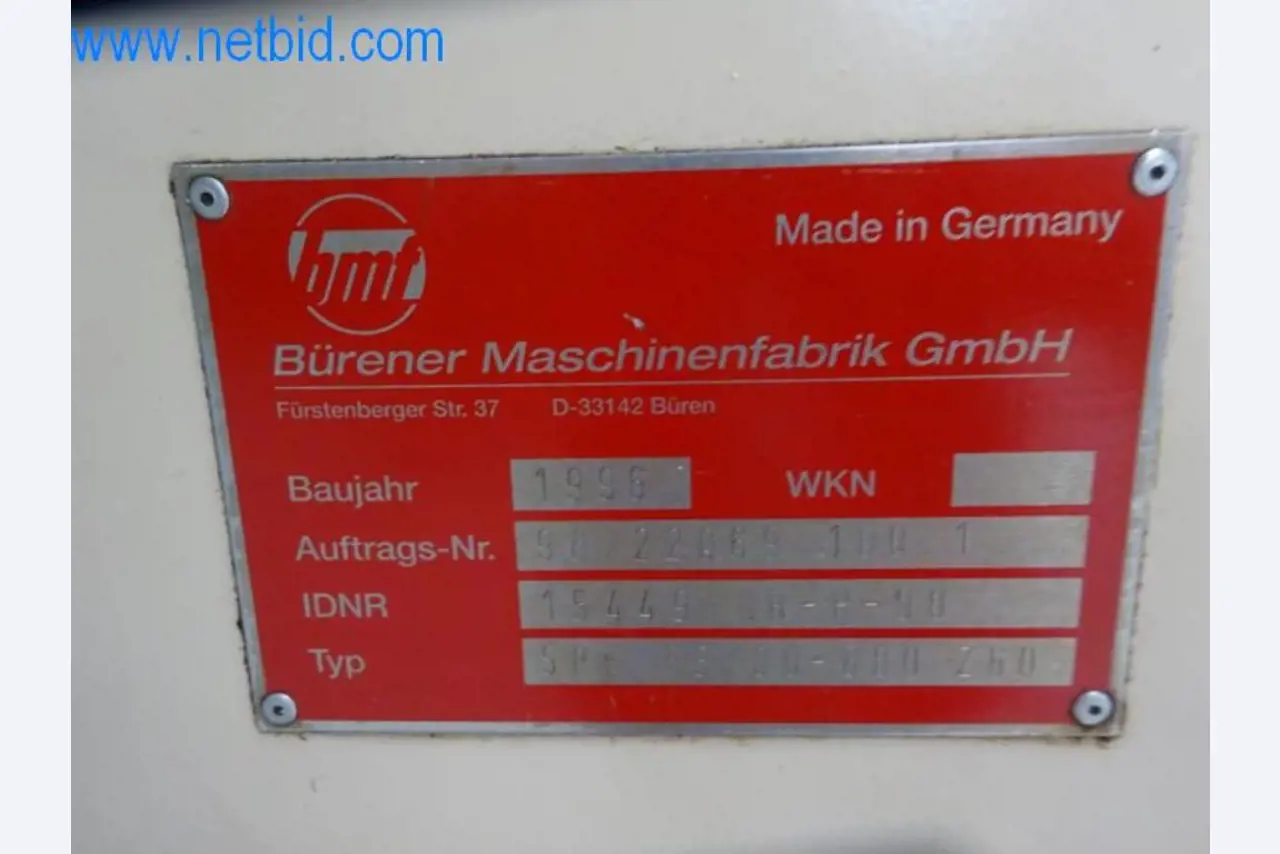 www.netbid.com
Made in Germany
bmf
Bürener Maschinenfabrik GmbH
Fürstenberger Str. 37 D-33142 Büren
Baujahr 1996 WKN
Auftrags-Nr.
IDNR
Typ